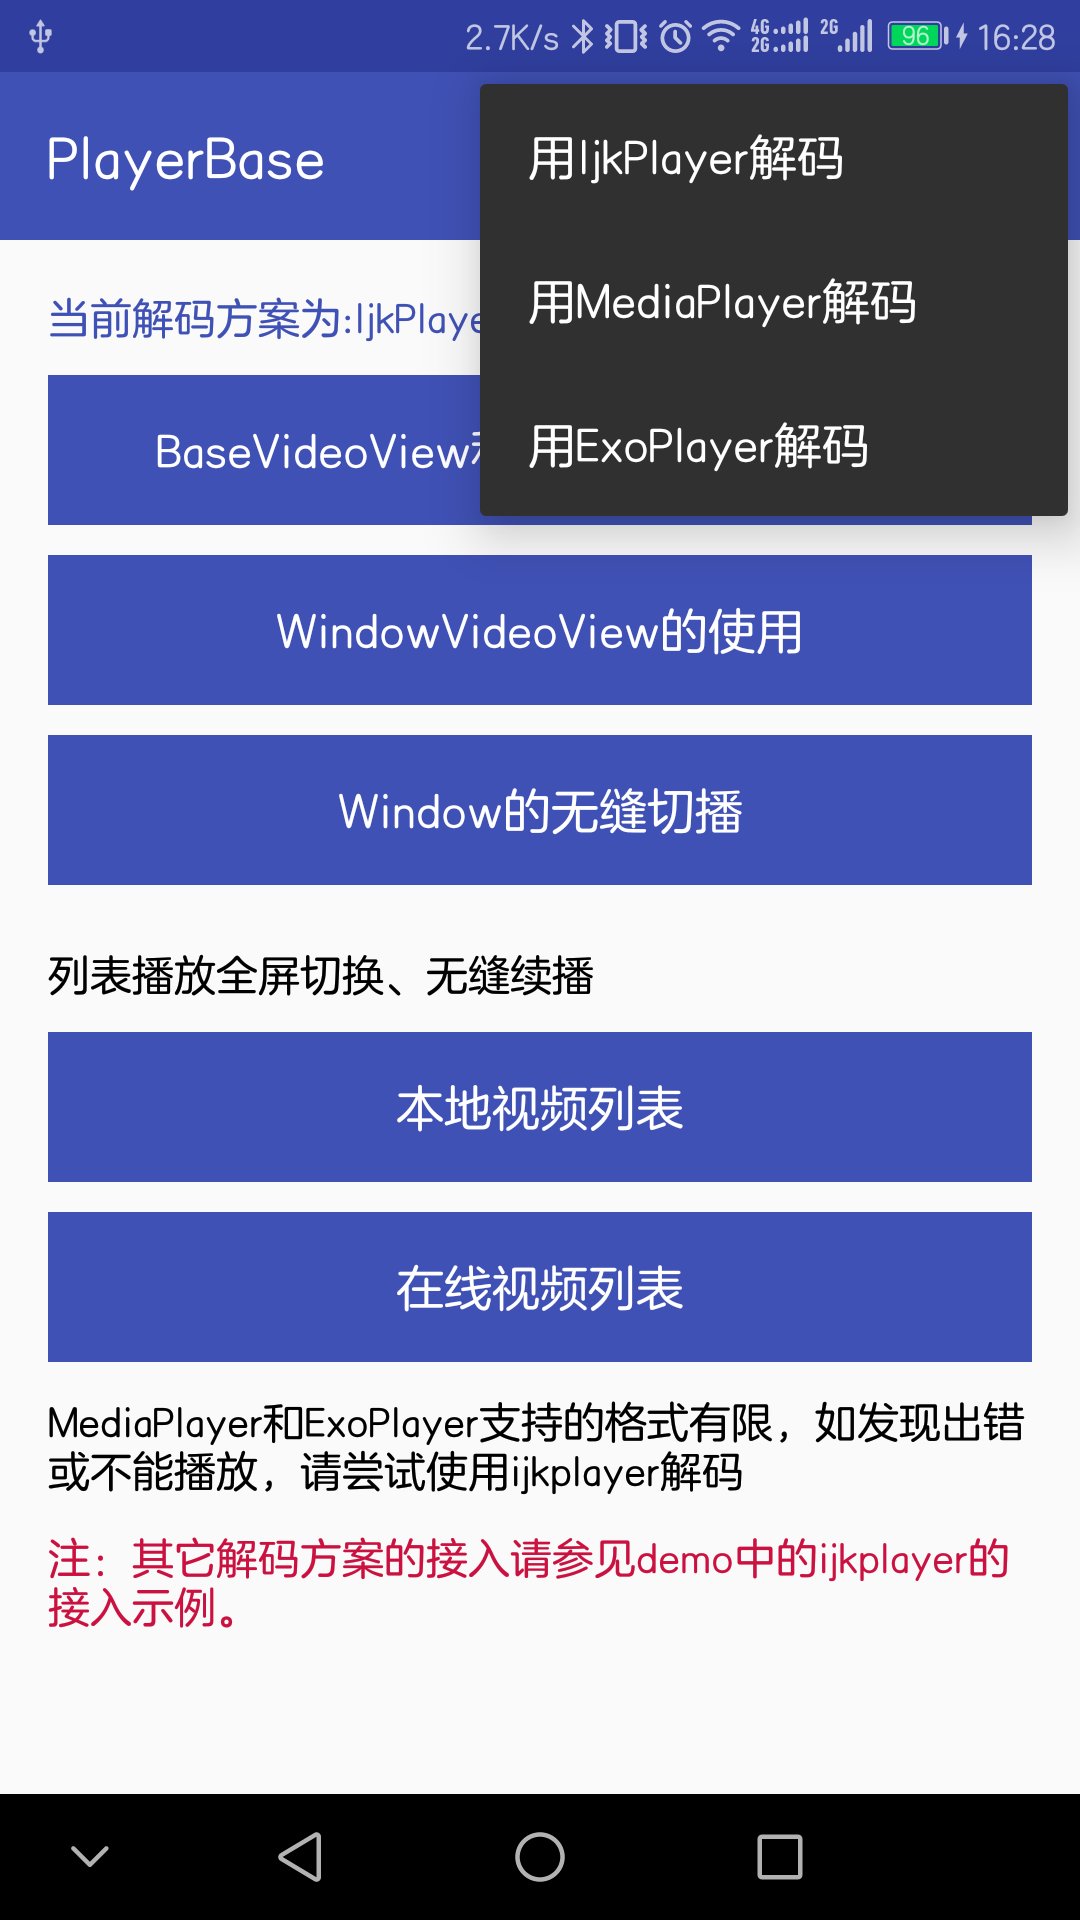 2.7K/s 4G 2G 2G 96 16:28
PlayerBase
用IjkPlayer解码
用MediaPlayer解码
用ExoPlayer解码
当前解码方案为:IjkPlaye
BaseVideoView
WindowVideoView的使用
Window的无缝切播
列表播放全屏切换、无缝续播
本地视频列表
在线视频列表
MediaPlayer和ExoPlayer支持的格式有限，如发现出错
或不能播放，请尝试使用ijkplayer解码
注：其它解码方案的接入请参见demo中的ijkplayer的
接入示例。